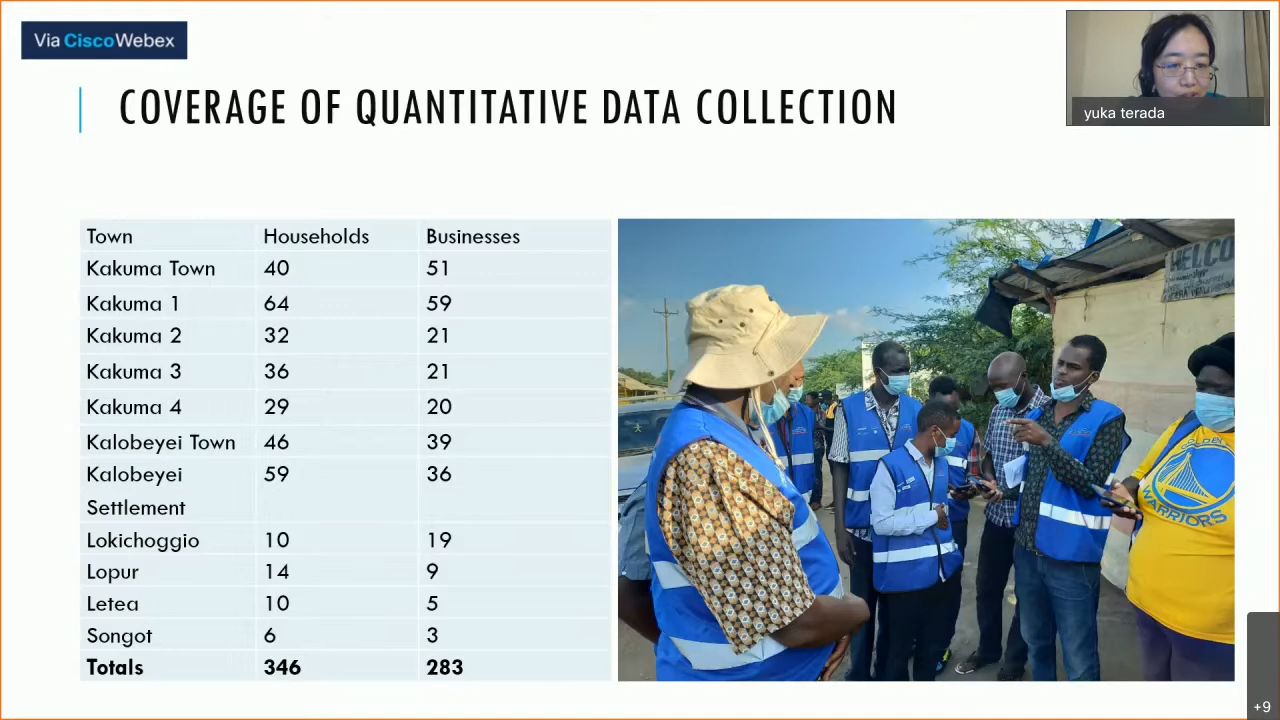 Via CiscoWebex
yuka terada
COVERAGE OF QUANTITATIVE DATA COLLECTION
Town Households Businesses
Kakuma Town 40 51
Kakuma 1 64 59
Kakuma 2 32 21
Kakuma 3 36 21
Kakuma 4 29 20
Kalobeyei Town 46 39
Kalobeyei 59 36
Settlement
Lokichoggio 10 19
Lopur 14 9
Letea 10 5
Songot 6 3
Totals 346 283
WELCO
GOLDEN
WARRIORS
+9